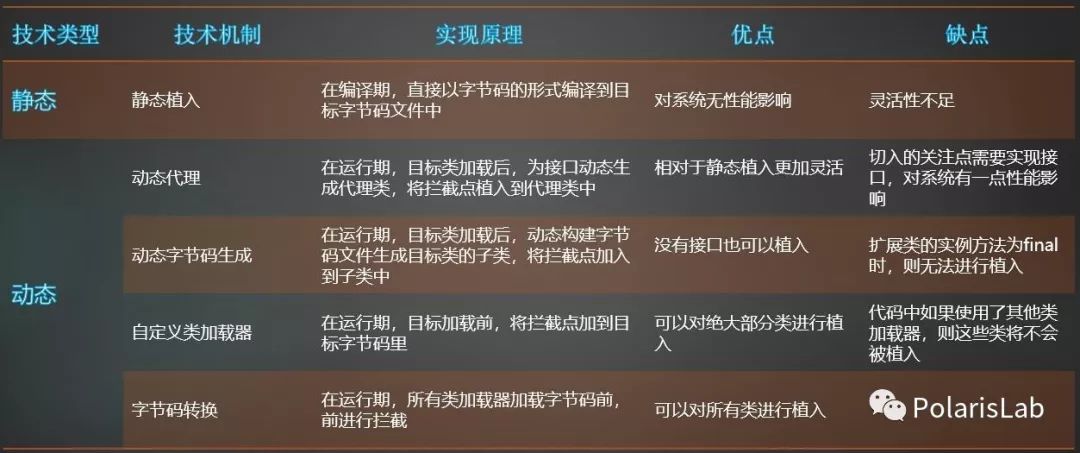 技术类型 技术机制 实现原理 优点 缺点
静态
静态植入
在编译期，直接以字节码的形式编译到目
标字节码文件中
对系统无性能影响
灵活性不足
动态
动态代理
在运行期，目标类加载后，为接口动态生
成代理类，将拦截点植入到代理类中
相对于静态植入更加灵活
切入的关注点需要实现接
口，对系统有一点性能影
响
动态字节码生成
在运行期，目标类加载后，动态构建字节
码文件生成目标类的子类，将拦截点加入
到子类中
没有接口也可以植入
扩展类的实例方法为final
时，则无法进行植入
自定义类加载器
在运行期，目标加载前，将拦截点加到目
标字节码里
可以对绝大部分类进行植
入
代码中如果使用了其他类
加载器，则这些类将不会
被植入
字节码转换
在运行期，所有类加载器加载字节码前，
前进行拦截
可以对所有类进行植入
PolarisLab